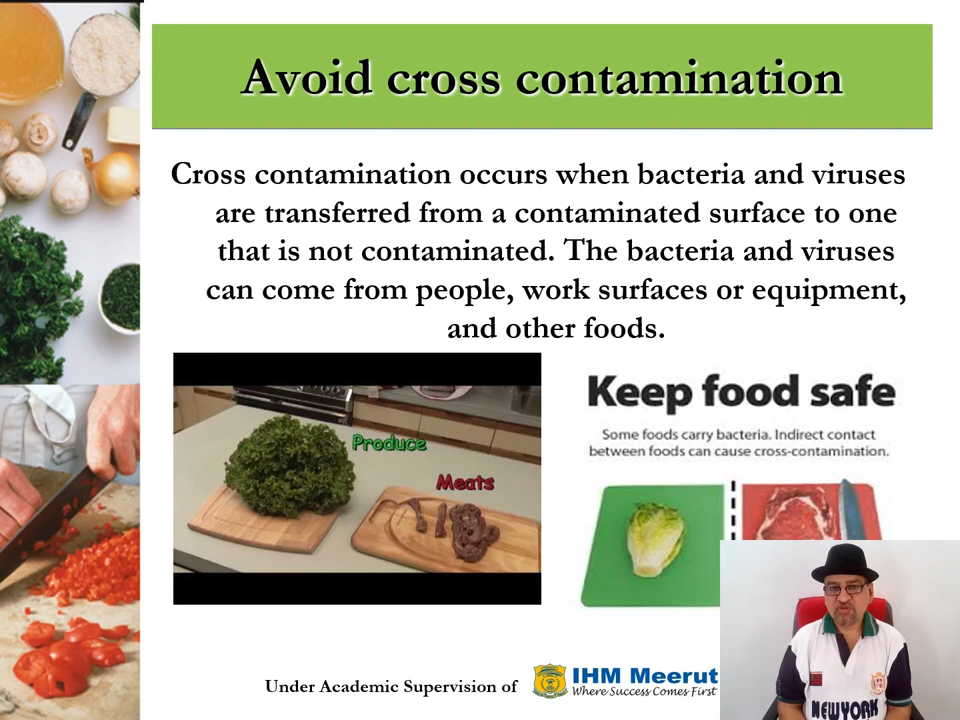 Avoid cross contamination
Cross contamination occurs when bacteria and viruses
are transferred from a contaminated surface to one
that is not contaminated. The bacteria and viruses
can come from people, work surfaces or equipment,
and other foods.
Produce
Meats
Keep food safe
Some foods carry bacteria. Indirect contact
between foods can cause cross-contamination.
Under Academic Supervision of
IHM Meerut
Where Success Comes First
NEWYORK